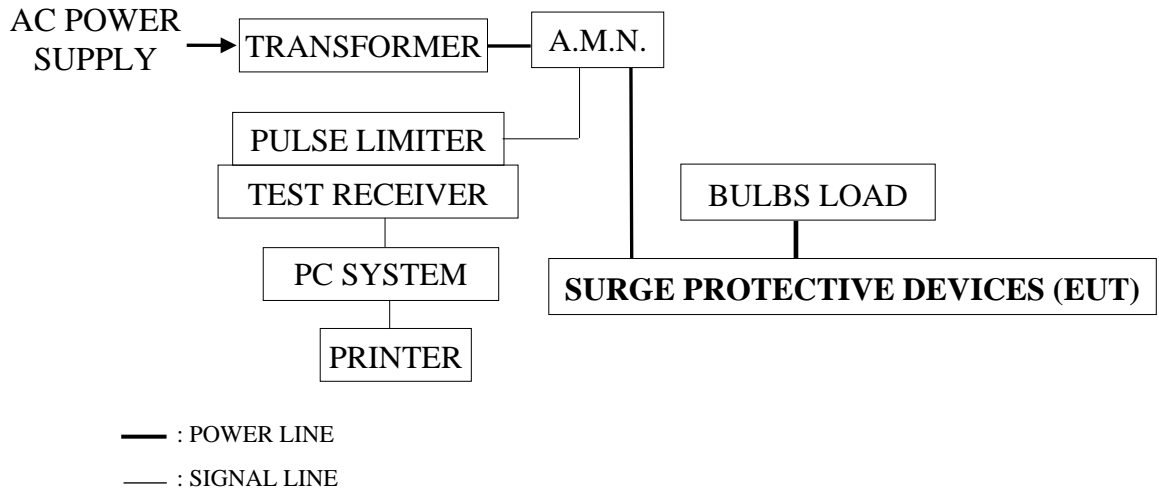 AC POWER
SUPPLY
TRANSFORMER
A.M.N.
PULSE LIMITER
TEST RECEIVER
BULBS LOAD
PC SYSTEM
SURGE PROTECTIVE DEVICES (EUT)
PRINTER
: POWER LINE
: SIGNAL LINE